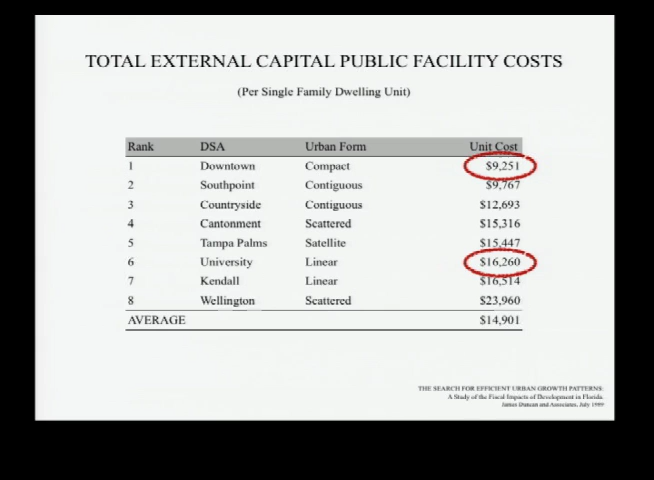 TOTAL EXTERNAL CAPITAL PUBLIC FACILITY COSTS
(Per Single Family Dwelling Unit)
Rank DSA Urban Form Unit Cost
1 Downtown Compact $9,251
2 Southpoint Contiguous $9,767
3 Countryside Contiguous $12,693
4 Cantonment Scattered $15,316
5 Tampa Palms Satellite $15,447
6 University Linear $16,260
7 Kendall Linear $16,514
8 Wellington Scattered $23,960
AVERAGE $14,901
THE SEARCH FOR EFFICIENT URBAN GROWTH PATTERNS:
A Study of the Fiscal Impacts of Development in Florida.
James Duncan and Associates, July 1989